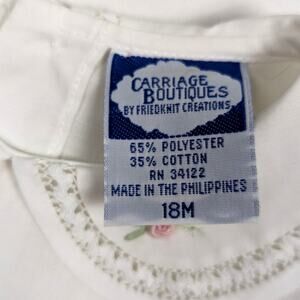 CARRIAGE
BOUTIQUES
BY FRIEDKNIT CREATIONS
65% POLYESTER
35% COTTON
RN 34122
MADE IN THE PHILIPPINES
18M